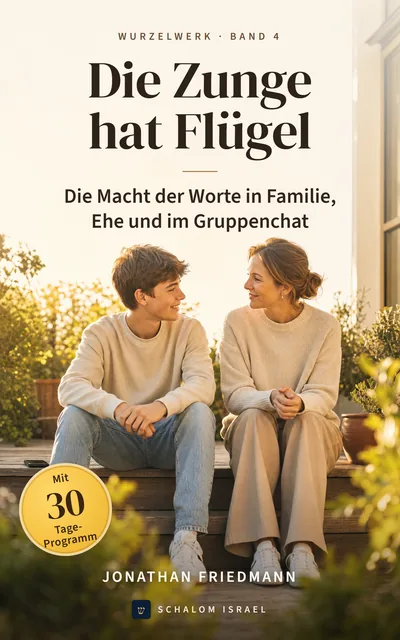 WURZELWERK · BAND 4
Die Zunge
hat Flügel
Die Macht der Worte in Familie,
Ehe und im Gruppenchat
Mit
30
Tage-
Programm
JONATHAN FRIEDMANN
ש SCHALOM ISRAEL